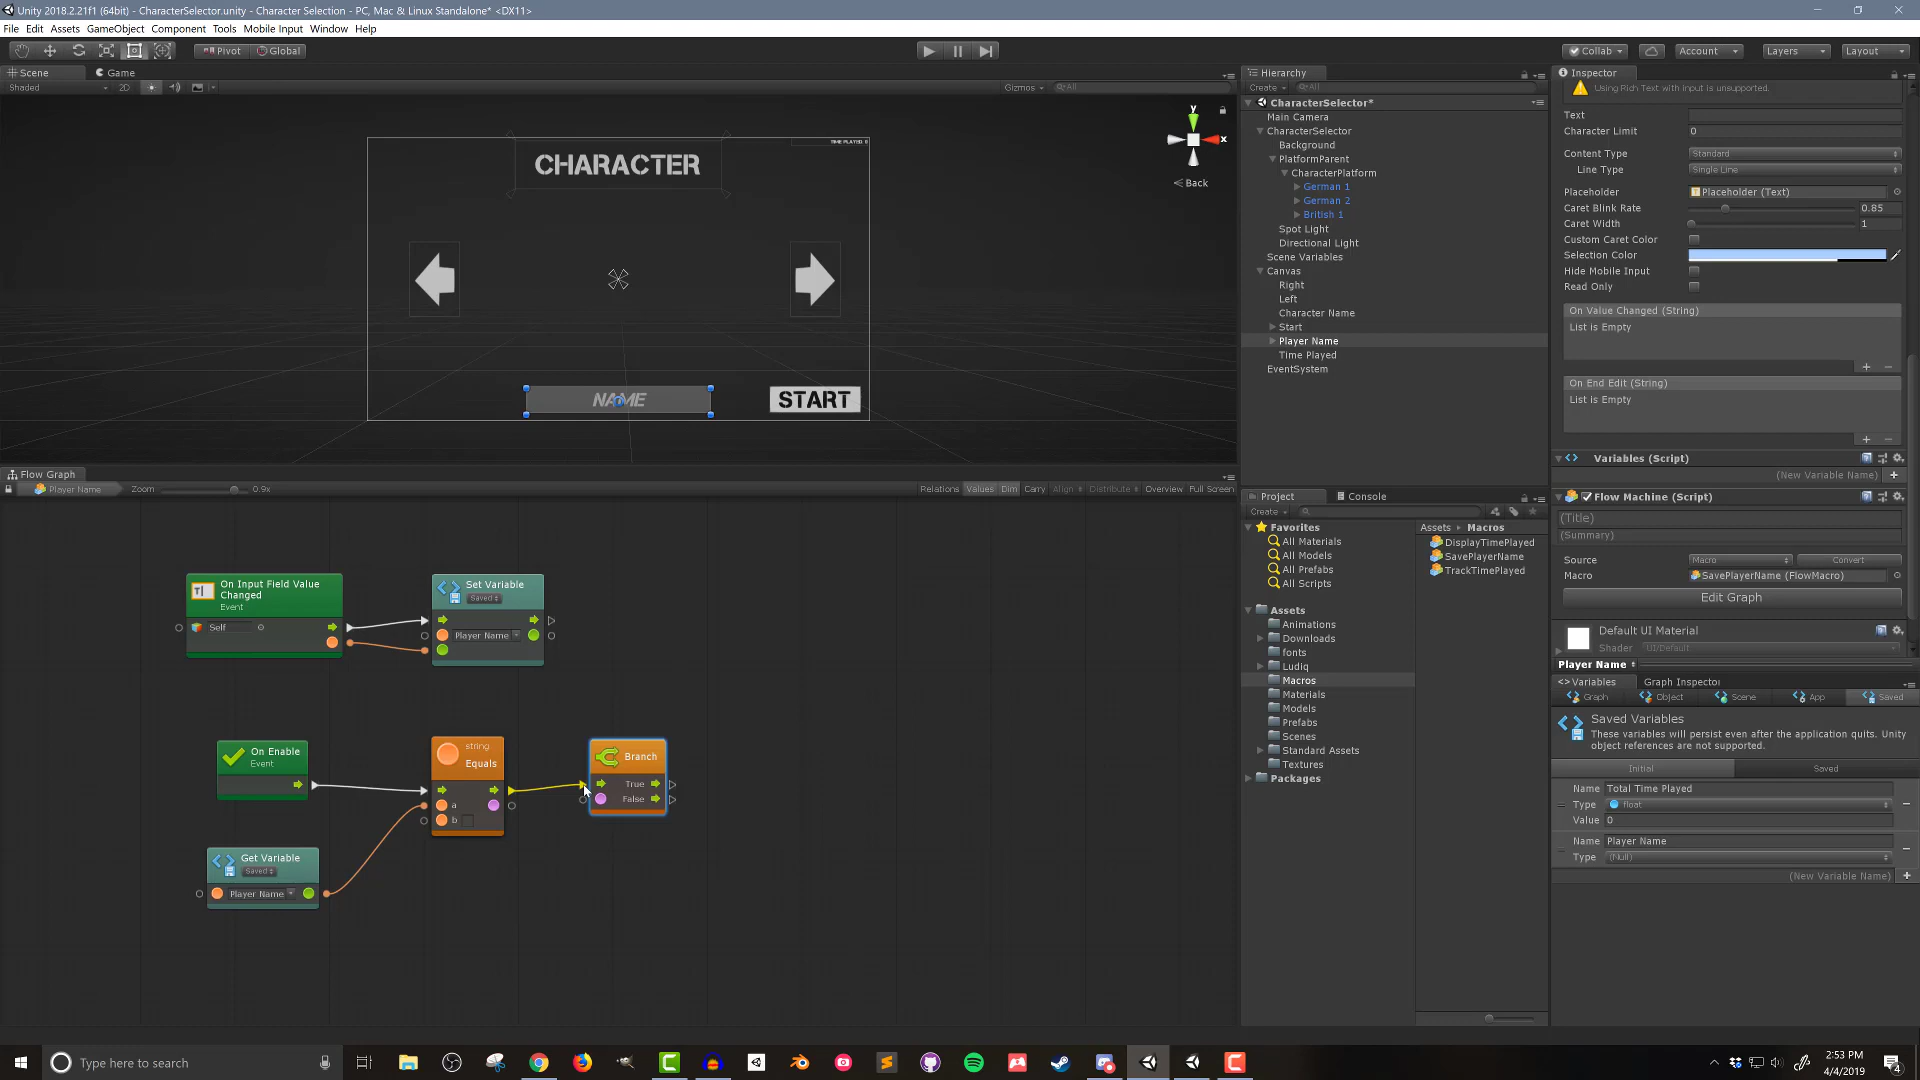 Unity 2018.2.21f1 (64bit) - CharacterSelector.unity - Character Selection - PC, Mac & Linux Standalone* <DX11>
File Edit Assets GameObject Component Tools Mobile Input Window Help
Pivot Global
Collab Account Layers Layout
Scene Game
Shaded 2D Gizmos All
CHARACTER
TIME PLAYED: 0
y
x
Back
NAME
START
Hierarchy
Create All
CharacterSelector*
Main Camera
CharacterSelector
Background
PlatformParent
CharacterPlatform
German 1
German 2
British 1
Spot Light
Directional Light
Scene Variables
Canvas
Right
Left
Character Name
Start
Player Name
Time Played
EventSystem
Inspector
Using Rich Text with input is unsupported.
Text
Character Limit 0
Content Type Standard
Line Type Single Line
Placeholder Placeholder (Text)
Caret Blink Rate 0.85
Caret Width 1
Custom Caret Color
Selection Color
Hide Mobile Input
Read Only
On Value Changed (String)
List is Empty
On End Edit (String)
List is Empty
Variables (Script)
(New Variable Name)
Flow Machine (Script)
(Title)
(Summary)
Source Macro Convert
Macro SavePlayerName (FlowMacro)
Edit Graph
Default UI Material
Shader UI/Default
Player Name
Variables Graph Inspector
Graph Object Scene App Saved
Saved Variables
These variables will persist even after the application quits. Unity
object references are not supported.
Initial Saved
Name Total Time Played
Type float
Value 0
Name Player Name
Type (Null)
(New Variable Name)
Flow Graph
Player Name Zoom 0.9x Relations Values Dim Carry Align Distribute Overview Full Screen
On Input Field Value
Changed
Event
Self
Set Variable
Saved
Player Name
On Enable
Event
string
Equals
a
b
Branch
True
False
Get Variable
Saved
Player Name
Project Console
Create
Favorites
All Materials
All Models
All Prefabs
All Scripts
Assets
Animations
Downloads
fonts
Ludiq
Macros
Materials
Models
Prefabs
Scenes
Standard Assets
Textures
Packages
Assets Macros
DisplayTimePlayed
SavePlayerName
TrackTimePlayed
Type here to search
2:53 PM
4/4/2019
4